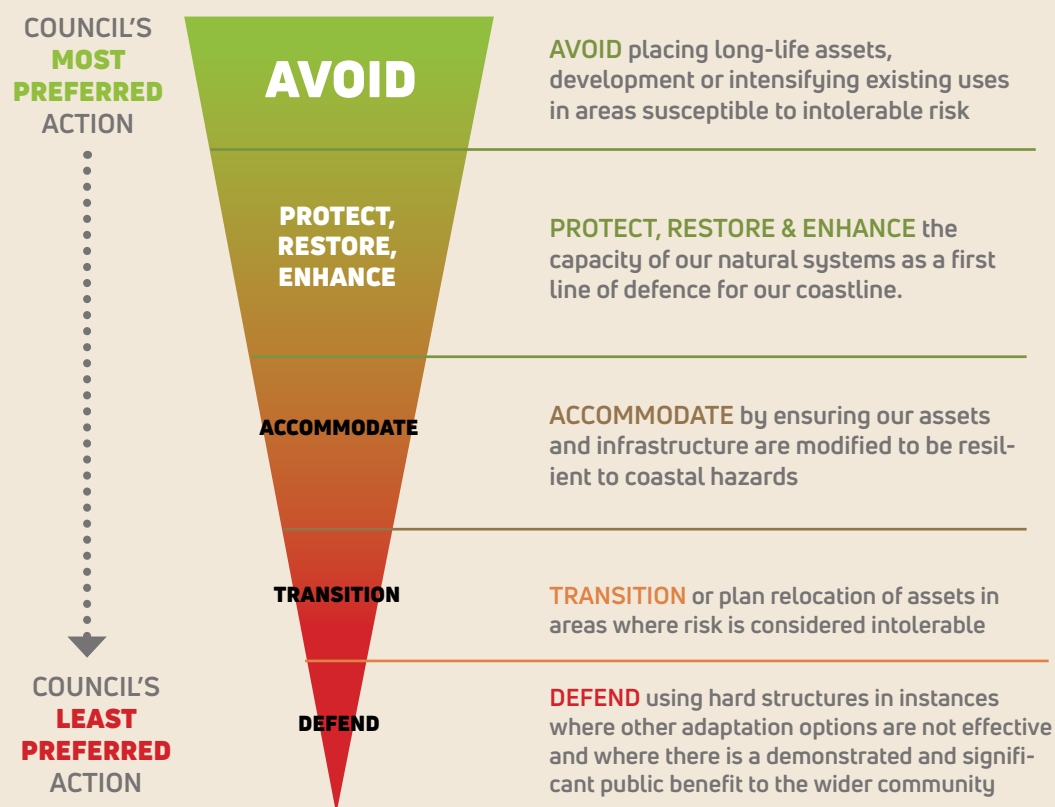 COUNCIL'S
MOST
PREFERRED
ACTION
AVOID
AVOID placing long-life assets,
development or intensifying existing uses
in areas susceptible to intolerable risk
PROTECT,
RESTORE,
ENHANCE
PROTECT, RESTORE & ENHANCE the
capacity of our natural systems as a first
line of defence for our coastline.
ACCOMMODATE
ACCOMMODATE by ensuring our assets
and infrastructure are modified to be resil-
ient to coastal hazards
TRANSITION
TRANSITION or plan relocation of assets in
areas where risk is considered intolerable
COUNCIL'S
LEAST
PREFERRED
ACTION
DEFEND
DEFEND using hard structures in instances
where other adaptation options are not effective
and where there is a demonstrated and signifi-
cant public benefit to the wider community